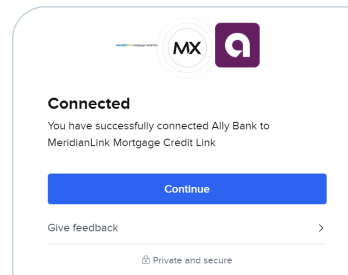 MX
a
Connected
You have successfully connected Ally Bank to
MeridianLink Mortgage Credit Link
Continue
Give feedback
Private and secure